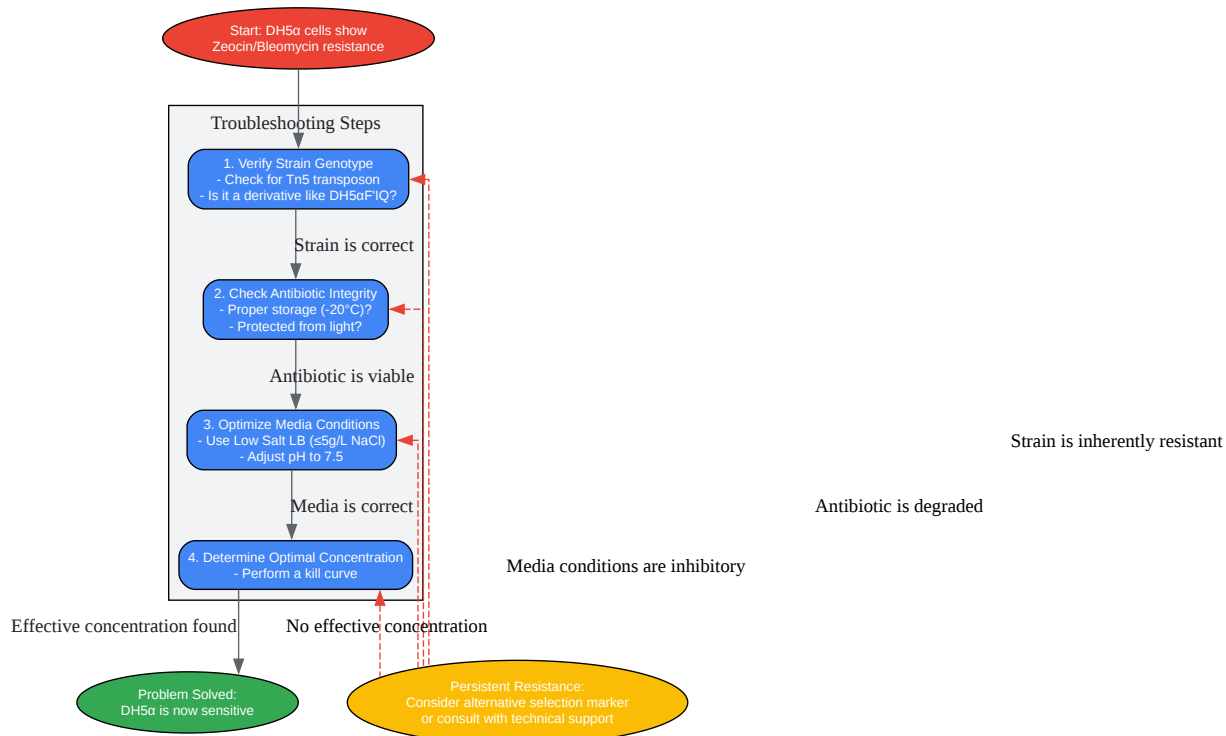 Start: DH5α cells show
Zeocin/Bleomycin resistance
Troubleshooting Steps
1. Verify Strain Genotype
- Check for Tn5 transposon
- Is it a derivative like DH5αF'IQ?
Strain is correct
2. Check Antibiotic Integrity
- Proper storage (-20°C)?
- Protected from light?
Antibiotic is viable
3. Optimize Media Conditions
- Use Low Salt LB (≤5g/L NaCl)
- Adjust pH to 7.5
Strain is inherently resistant
Media is correct
Antibiotic is degraded
4. Determine Optimal Concentration
- Perform a kill curve
Media conditions are inhibitory
Effective concentration found
No effective concentration
Problem Solved:
DH5α is now sensitive
Persistent Resistance:
Consider alternative selection marker
or consult with technical support